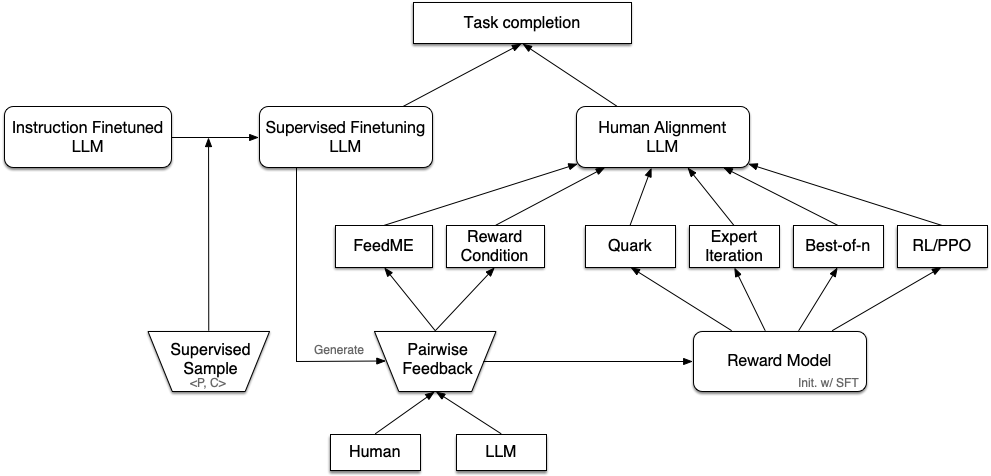 Task completion
Instruction Finetuned
LLM
Supervised Finetuning
LLM
Human Alignment
LLM
FeedME
Reward
Condition
Quark
Expert
Iteration
Best-of-n
RL/PPO
Supervised
Sample
<P, C>
Generate
Pairwise
Feedback
Reward Model
Init. w/ SFT
Human
LLM